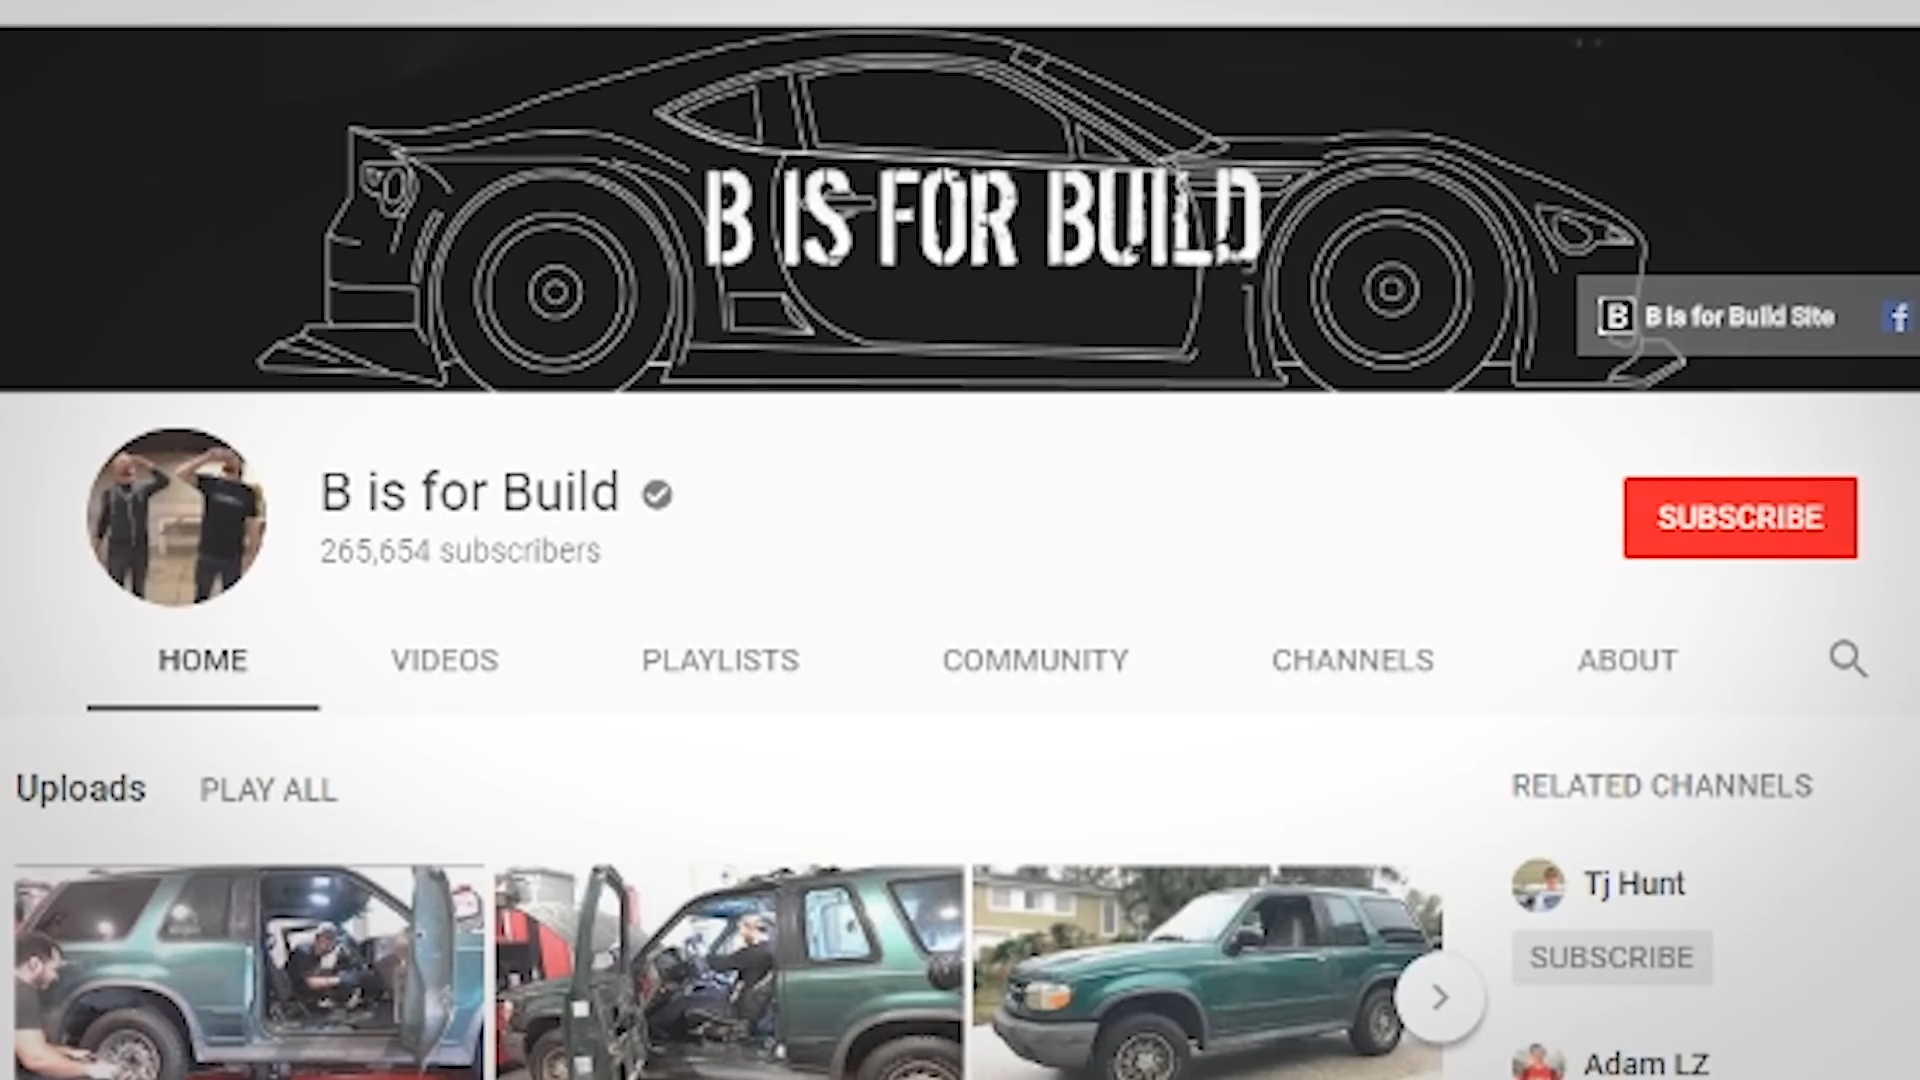 B IS FOR BUILD
B B is for Build Site f
B is for Build
265,654 subscribers
SUBSCRIBE
HOME VIDEOS PLAYLISTS COMMUNITY CHANNELS ABOUT
Uploads PLAY ALL
RELATED CHANNELS
Tj Hunt
SUBSCRIBE
Adam LZ